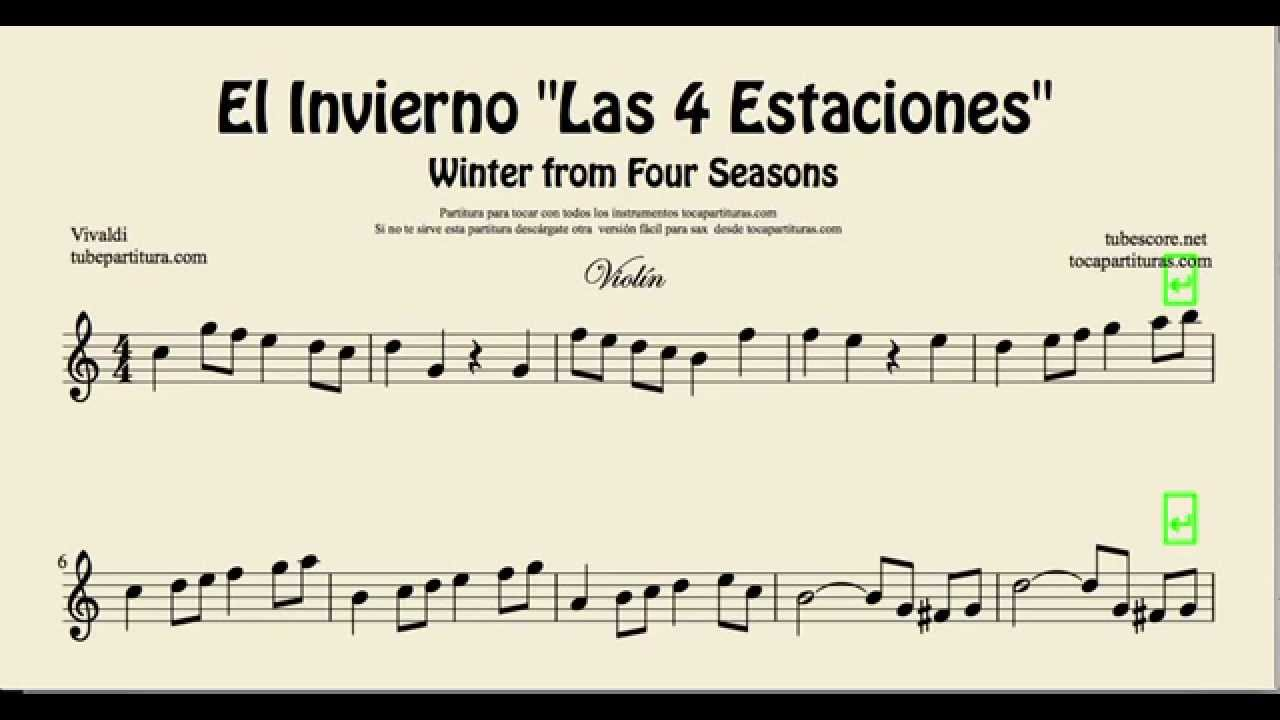 El Invierno "Las 4 Estaciones"
Winter from Four Seasons
Partitura para tocar con todos los instrumentos tocapartituras.com
Si no te sirve esta partitura descárgate otra versión fácil para sax desde tocapartituras.com
Vivaldi
tubepartitura.com
tubescore.net
tocapartituras.com
Violín
4
4
6